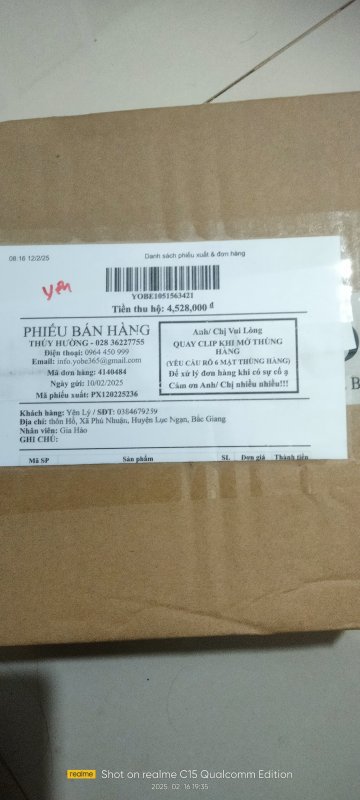 08:16 12/2/25
Danh sách phiếu xuất & đơn hàng
yến
YOBE1051563421
Tiền thu hộ: 4,528,000 đ
PHIẾU BÁN HÀNG
THÚY HƯỜNG - 028 36227755
Điện thoại: 0964 450 999
Email: info.yobe365@gmail.com
Mã đơn hàng: 4140484
Ngày gửi: 10/02/2025
Mã phiếu xuất: PX120225236
Anh/ Chị Vui Lòng
QUAY CLIP KHI MỞ THÙNG
HÀNG
(YÊU CẦU RÕ 6 MẶT THÙNG HÀNG)
Để xử lý đơn hàng khi có sự cố ạ
Cám ơn Anh/ Chị nhiều nhiều!!!
Khách hàng: Yên Lý / SĐT: 0384679239
Địa chỉ: thôn Hồ, Xã Phú Nhuận, Huyện Lục Ngạn, Bắc Giang
Nhân viên: Gia Hào
GHI CHÚ:
Mã SP Sản phẩm SL Đơn giá Thành tiền
B
realme Shot on realme C15 Qualcomm Edition
2025. 02. 16 19:35